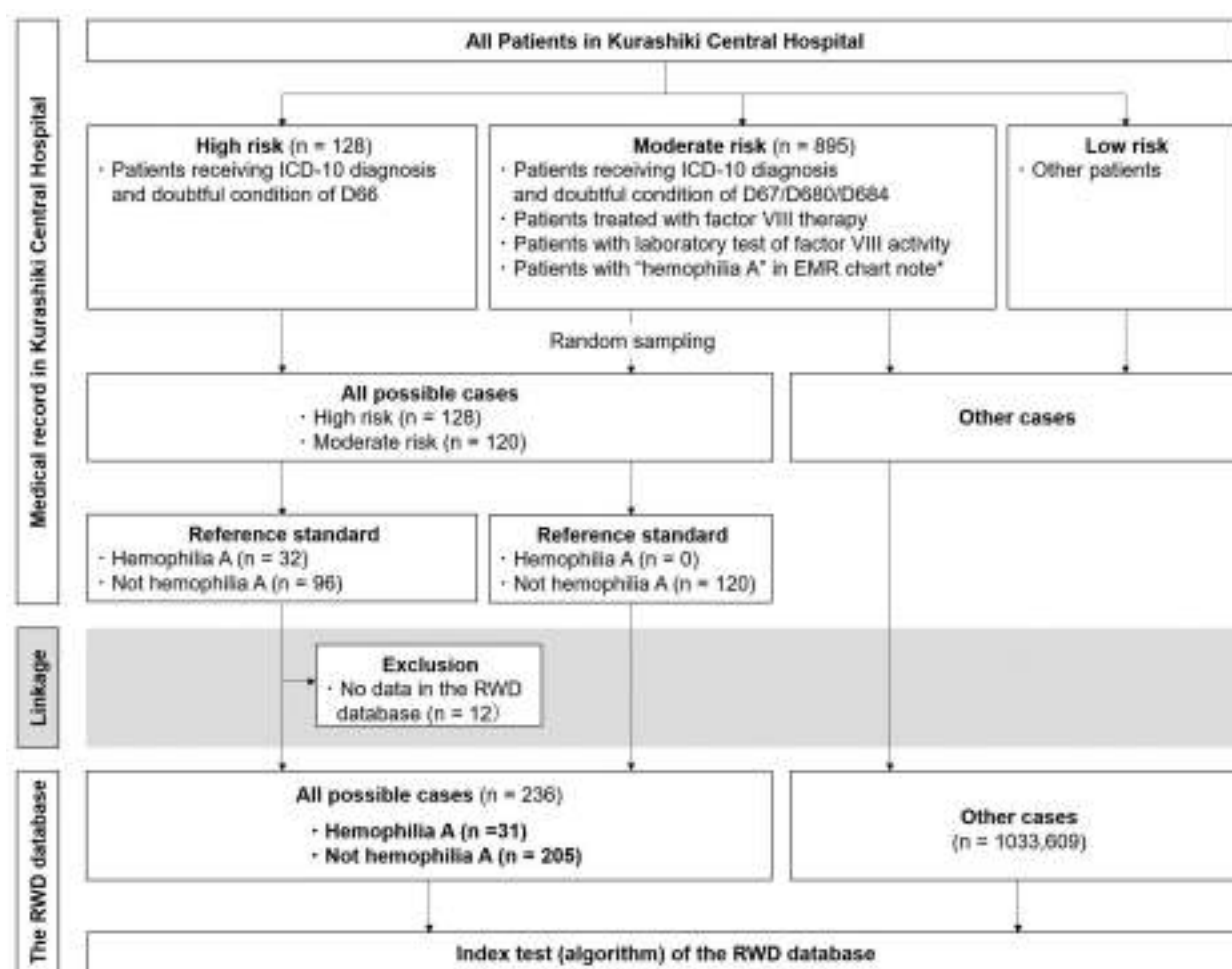 Medical record in Kurashiki Central Hospital
All Patients in Kurashiki Central Hospital
High risk (n = 128)
· Patients receiving ICD-10 diagnosis
and doubtful condition of D66
Moderate risk (n = 895)
· Patients receiving ICD-10 diagnosis
and doubtful condition of D67/D680/D684
· Patients treated with factor VIII therapy
· Patients with laboratory test of factor VIII activity
· Patients with "hemophilia A" in EMR chart note*
Low risk
· Other patients
Random sampling
All possible cases
· High risk (n = 128)
· Moderate risk (n = 120)
Other cases
Reference standard
· Hemophilia A (n = 32)
· Not hemophilia A (n = 96)
Reference standard
· Hemophilia A (n = 0)
· Not hemophilia A (n = 120)
Linkage
Exclusion
· No data in the RWD
database (n = 12)
The RWD database
All possible cases (n = 236)
· Hemophilia A (n =31)
· Not hemophilia A (n = 205)
Other cases
(n = 1033,609)
Index test (algorithm) of the RWD database